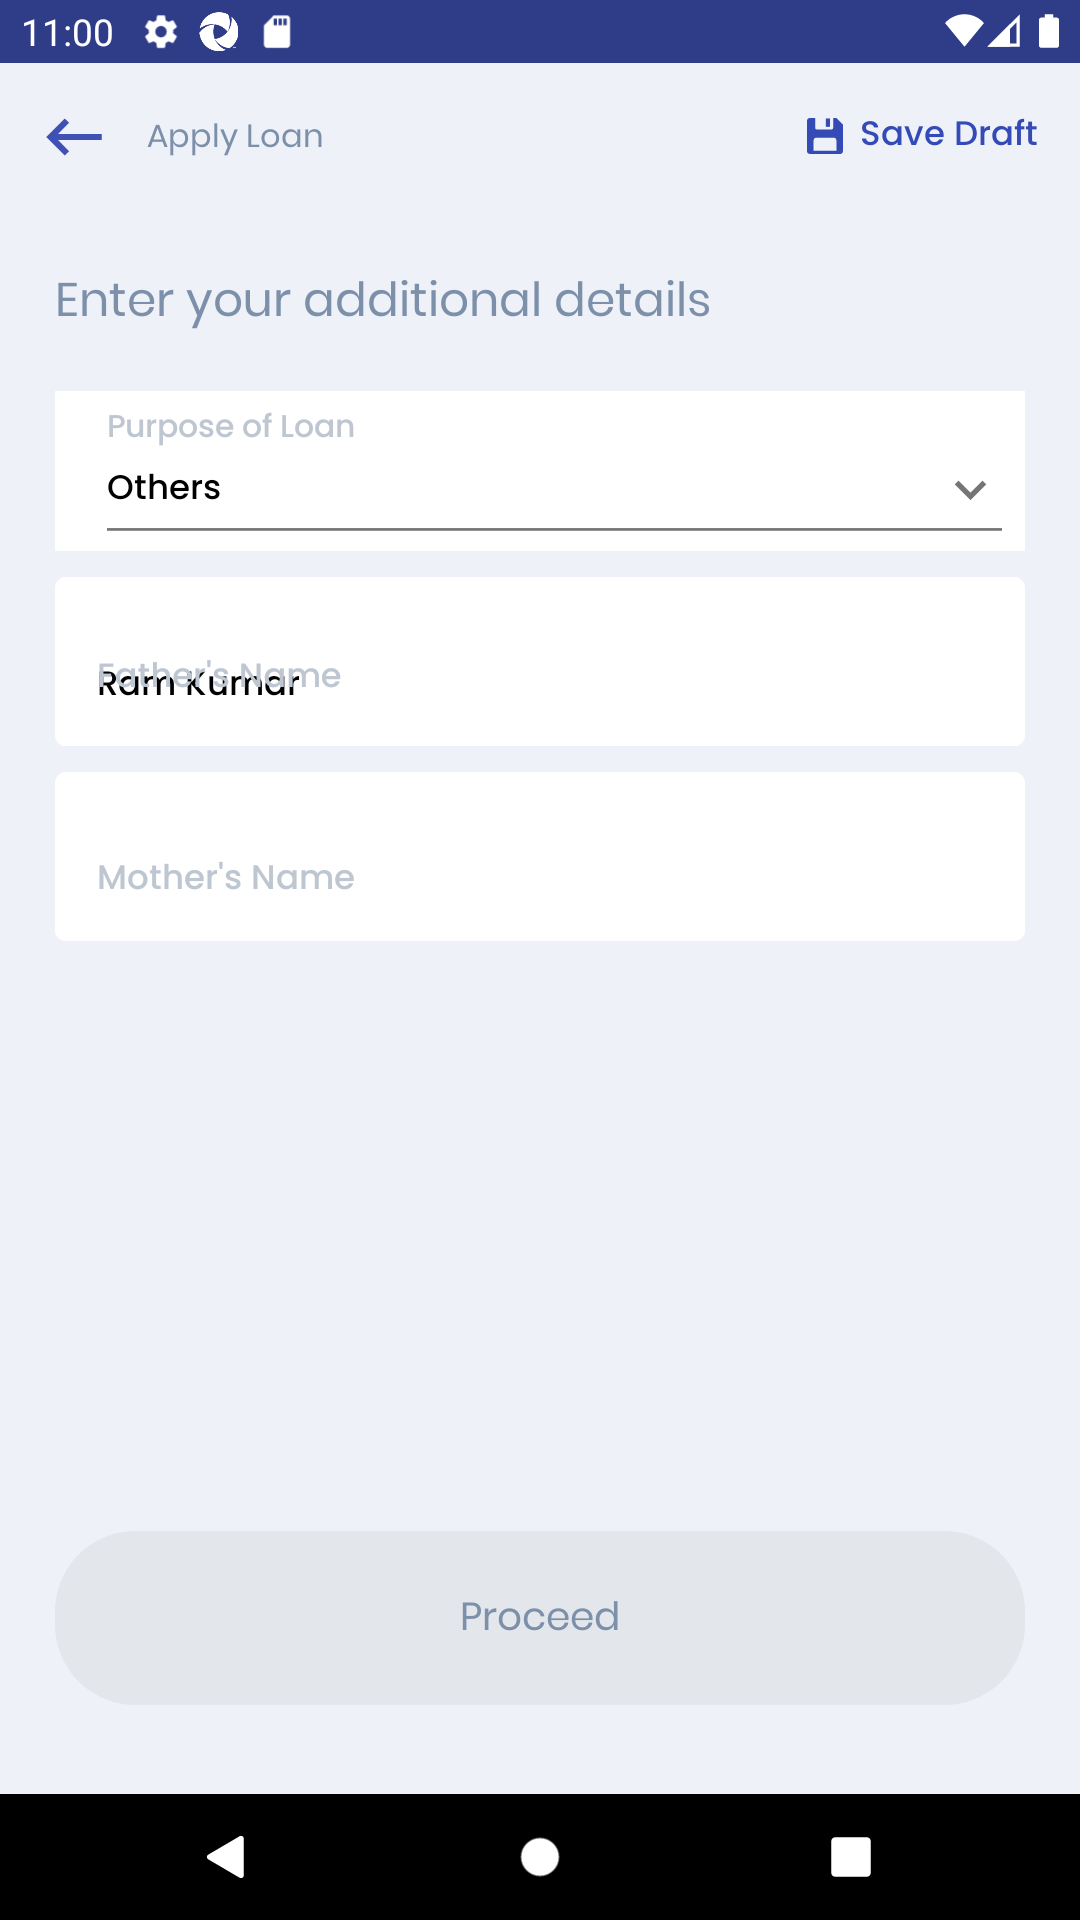 11:00
Apply Loan
Save Draft
Enter your additional details
Purpose of Loan
Others
Father's Name
Ram Kumar
Mother's Name
Proceed